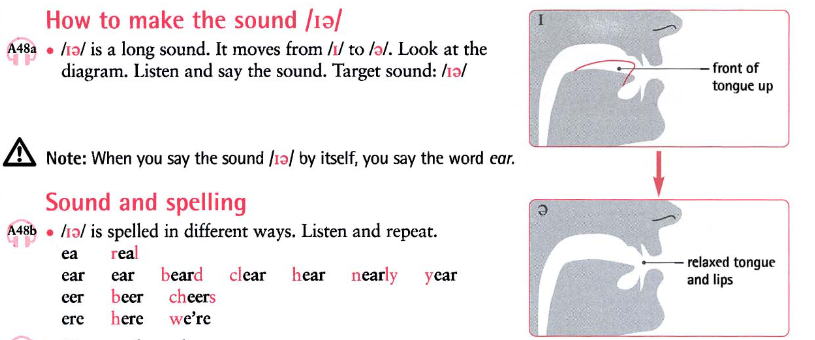 How to make the sound /ɪə/
A48a • /ɪə/ is a long sound. It moves from /ɪ/ to /ə/. Look at the
diagram. Listen and say the sound. Target sound: /ɪə/
ɪ
front of
tongue up
Note: When you say the sound /ɪə/ by itself, you say the word ear.
Sound and spelling
A48b • /ɪə/ is spelled in different ways. Listen and repeat.
ea real
ear ear beard clear hear nearly year
eer beer cheers
ere here we're
ə
relaxed tongue
and lips